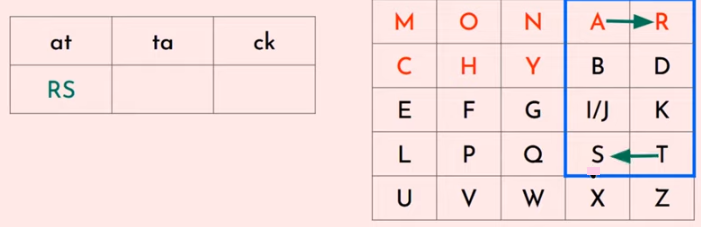 at ta ck
RS
M O N A R
C H Y B D
E F G I/J K
L P Q S T
U V W X Z